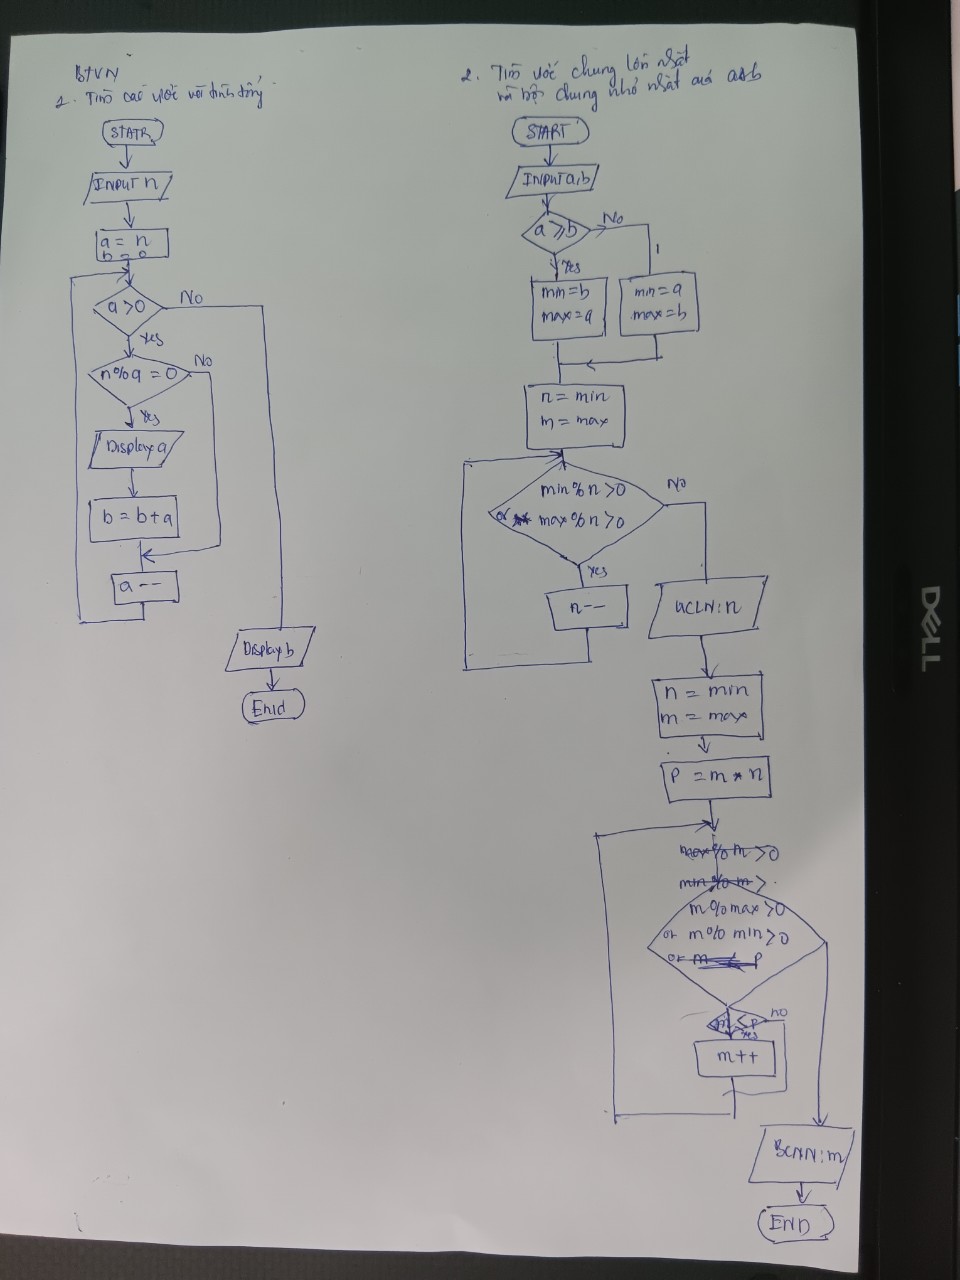 BTVN
1. Tìm các ước và tính tổng
STATR
INPUT n
a = n
b = 0
a > 0
No
Yes
n % a = 0
No
Yes
Display a
b = b + a
a --
Display b
End
2. Tìm ước chung lớn nhất
và bội chung nhỏ nhất của a & b
START
INPUT a, b
a ≥ b
No
Yes
min = b
max = a
min = a
max = b
n = min
m = max
min % n > 0
or max % n > 0
No
Yes
n --
UCLN: n
n = min
m = max
P = m * n
max % m > 0
min % m >
m % max > 0
or m % min > 0
or m P
m < P
no
Yes
m ++
BCNN: m
END
DELL